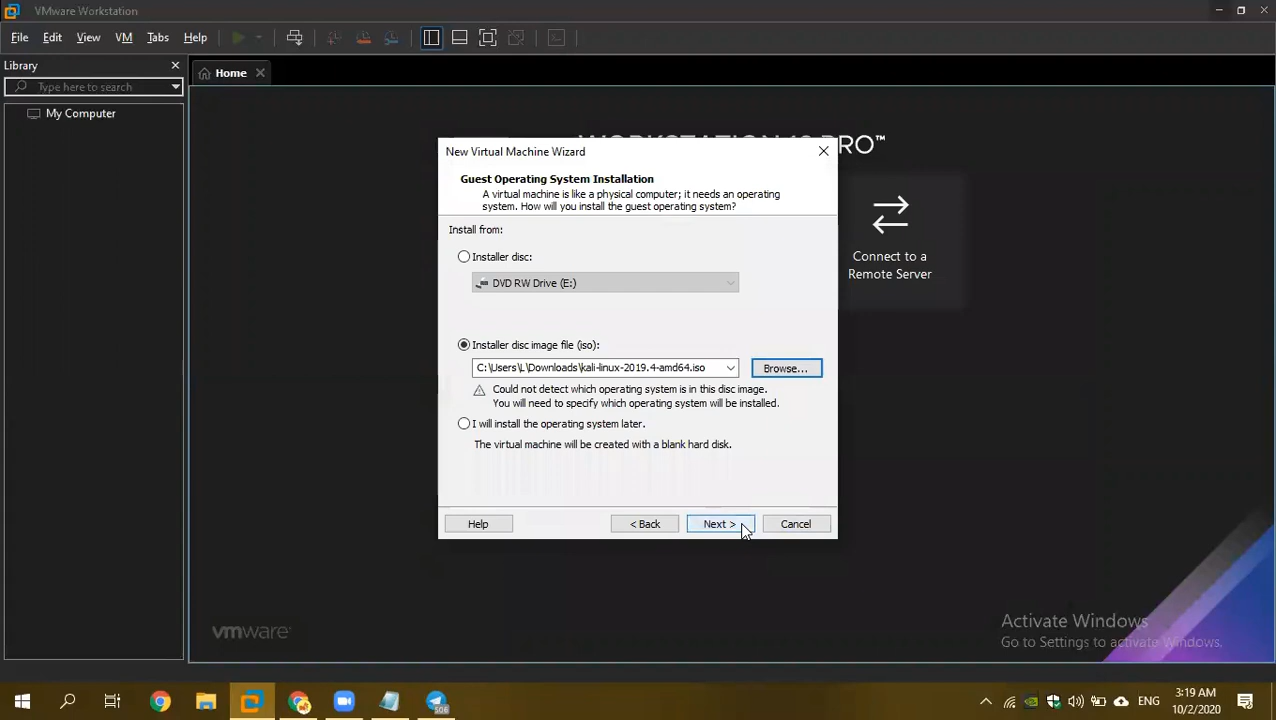 VMware Workstation
File Edit View VM Tabs Help
Library
Type here to search
My Computer
Home
PRO™
Connect to a
Remote Server
New Virtual Machine Wizard
Guest Operating System Installation
A virtual machine is like a physical computer; it needs an operating
system. How will you install the guest operating system?
Install from:
Installer disc:
DVD RW Drive (E:)
Installer disc image file (iso):
C:\Users\L\Downloads\kali-linux-2019.4-amd64.iso
Browse...
Could not detect which operating system is in this disc image.
You will need to specify which operating system will be installed.
I will install the operating system later.
The virtual machine will be created with a blank hard disk.
Help
< Back
Next >
Cancel
vmware
Activate Windows
Go to Settings to activate Windows.
506
ENG
3:19 AM
10/2/2020